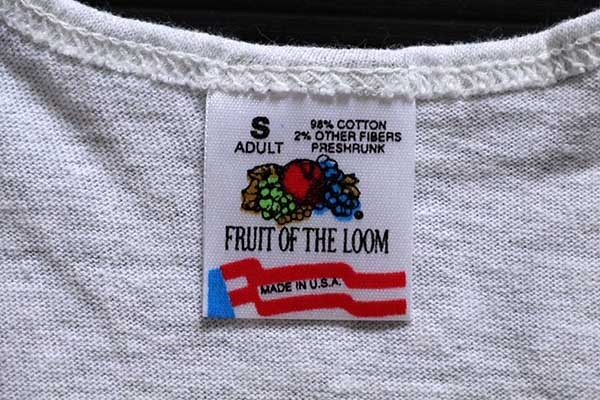 S
ADULT
98% COTTON
2% OTHER FIBERS
PRESHRUNK
®
FRUIT OF THE LOOM
MADE IN U.S.A.